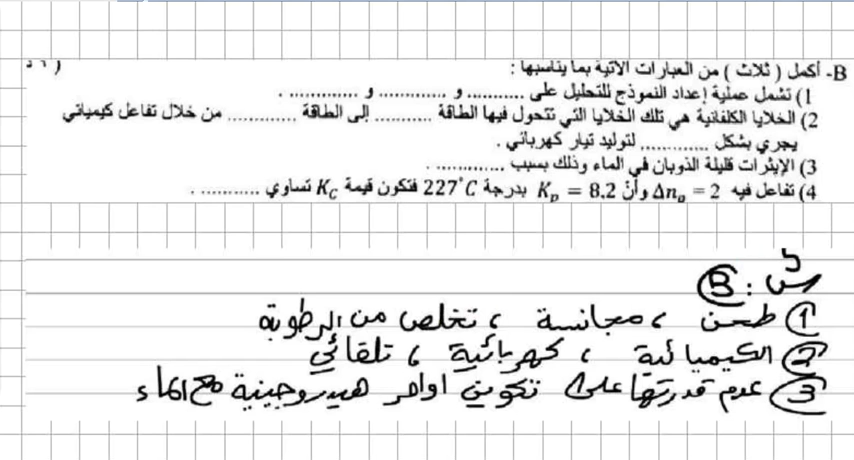 B- أكمل ( ثلاث ) من العبارات الآتية بما يناسبها :
1) تشمل عملية إعداد النموذج للتحليل على .......... و ............ و ............ .
2) الخلايا الكلفانية هي تلك الخلايا التي تتحول فيها الطاقة .......... إلى الطاقة ............ من خلال تفاعل كيميائي
يجري بشكل ............ لتوليد تيار كهربائي .
3) الإيثرات قليلة الذوبان في الماء وذلك بسبب ............ .
4) تفاعل فيه Δn_g = 2 وأنّ K_p = 8.2 بدرجة 227°C فتكون قيمة K_C تساوي .......... .
B :
1 طحن ، مجانسة ، تخلص من الرطوبة
2 الكيميائية ، كهربائية ، تلقائي
3 عدم قدرتها على تكوين اواصر هيدروجينية مع الماء